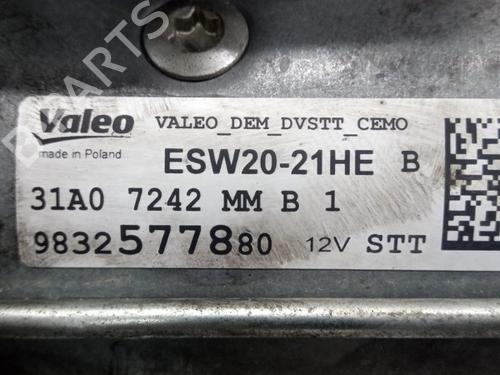 Valeo VALEO_DEM_DVSTT_CEMO
made in Poland ESW20-21HE B
31A0 7242 MM B 1
9832577880 12V STT